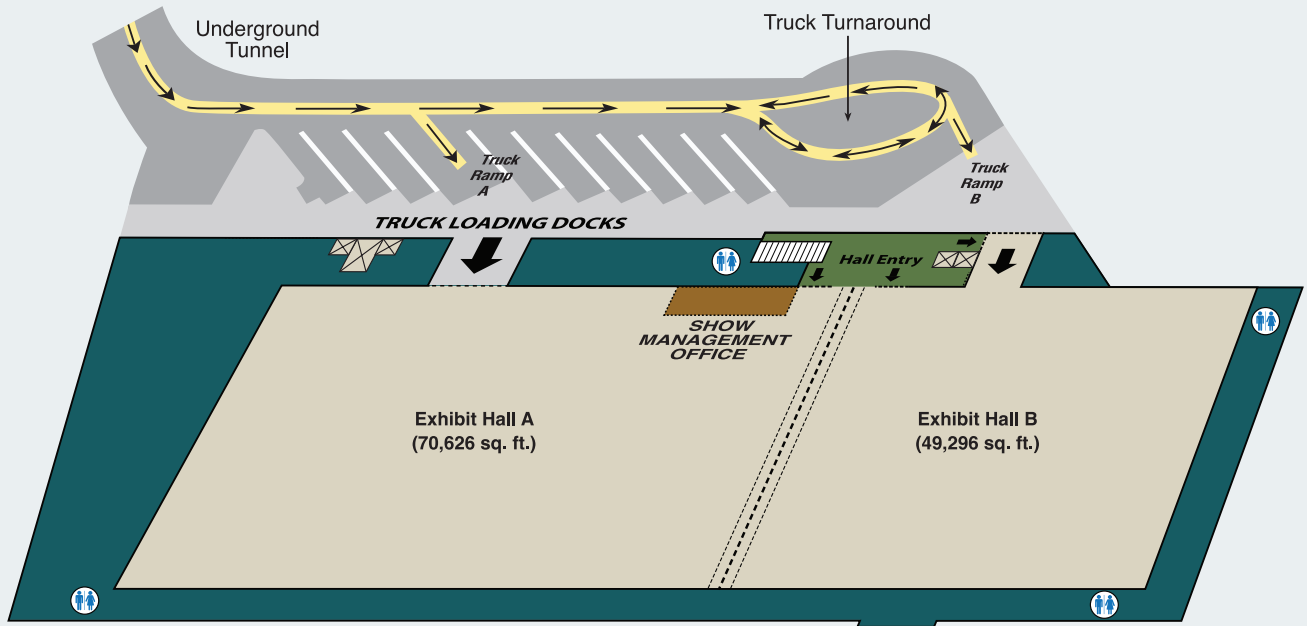 Underground
Tunnel
Truck Turnaround
Truck
Ramp
A
Truck
Ramp
B
TRUCK LOADING DOCKS
Hall Entry
SHOW
MANAGEMENT
OFFICE
Exhibit Hall A
(70,626 sq. ft.)
Exhibit Hall B
(49,296 sq. ft.)